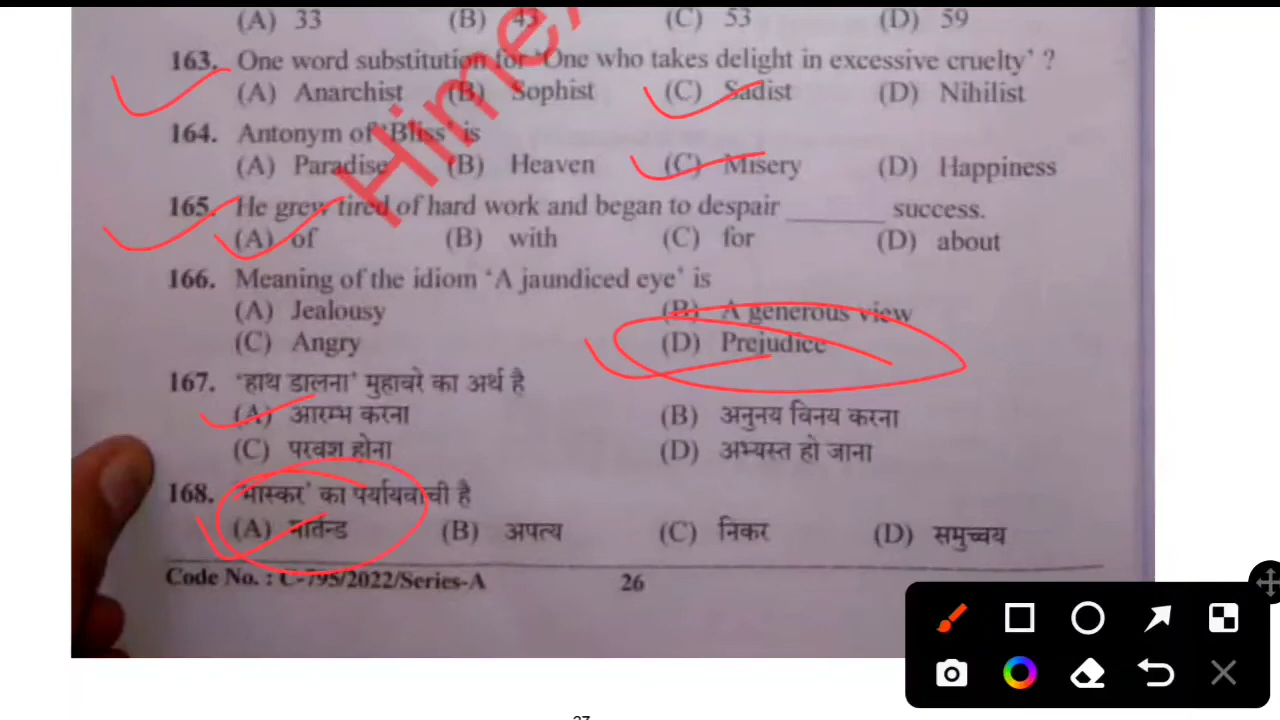 (A) 33 (B) 43 (C) 53 (D) 59
163. One word substitution for 'One who takes delight in excessive cruelty' ?
(A) Anarchist (B) Sophist (C) Sadist (D) Nihilist
164. Antonym of 'Bliss' is
(A) Paradise (B) Heaven (C) Misery (D) Happiness
165. He grew tired of hard work and began to despair ________ success.
(A) of (B) with (C) for (D) about
166. Meaning of the idiom 'A jaundiced eye' is
(A) Jealousy (B) A generous view
(C) Angry (D) Prejudice
167. 'हाथ डालना' मुहावरे का अर्थ है
(A) आरम्भ करना (B) अनुनय विनय करना
(C) परवश होना (D) अभ्यस्त हो जाना
168. 'भास्कर' का पर्यायवाची है
(A) मार्तन्ड (B) अपत्य (C) निकर (D) समुच्चय
Code No. : C-795/2022/Series-A 26
Hime